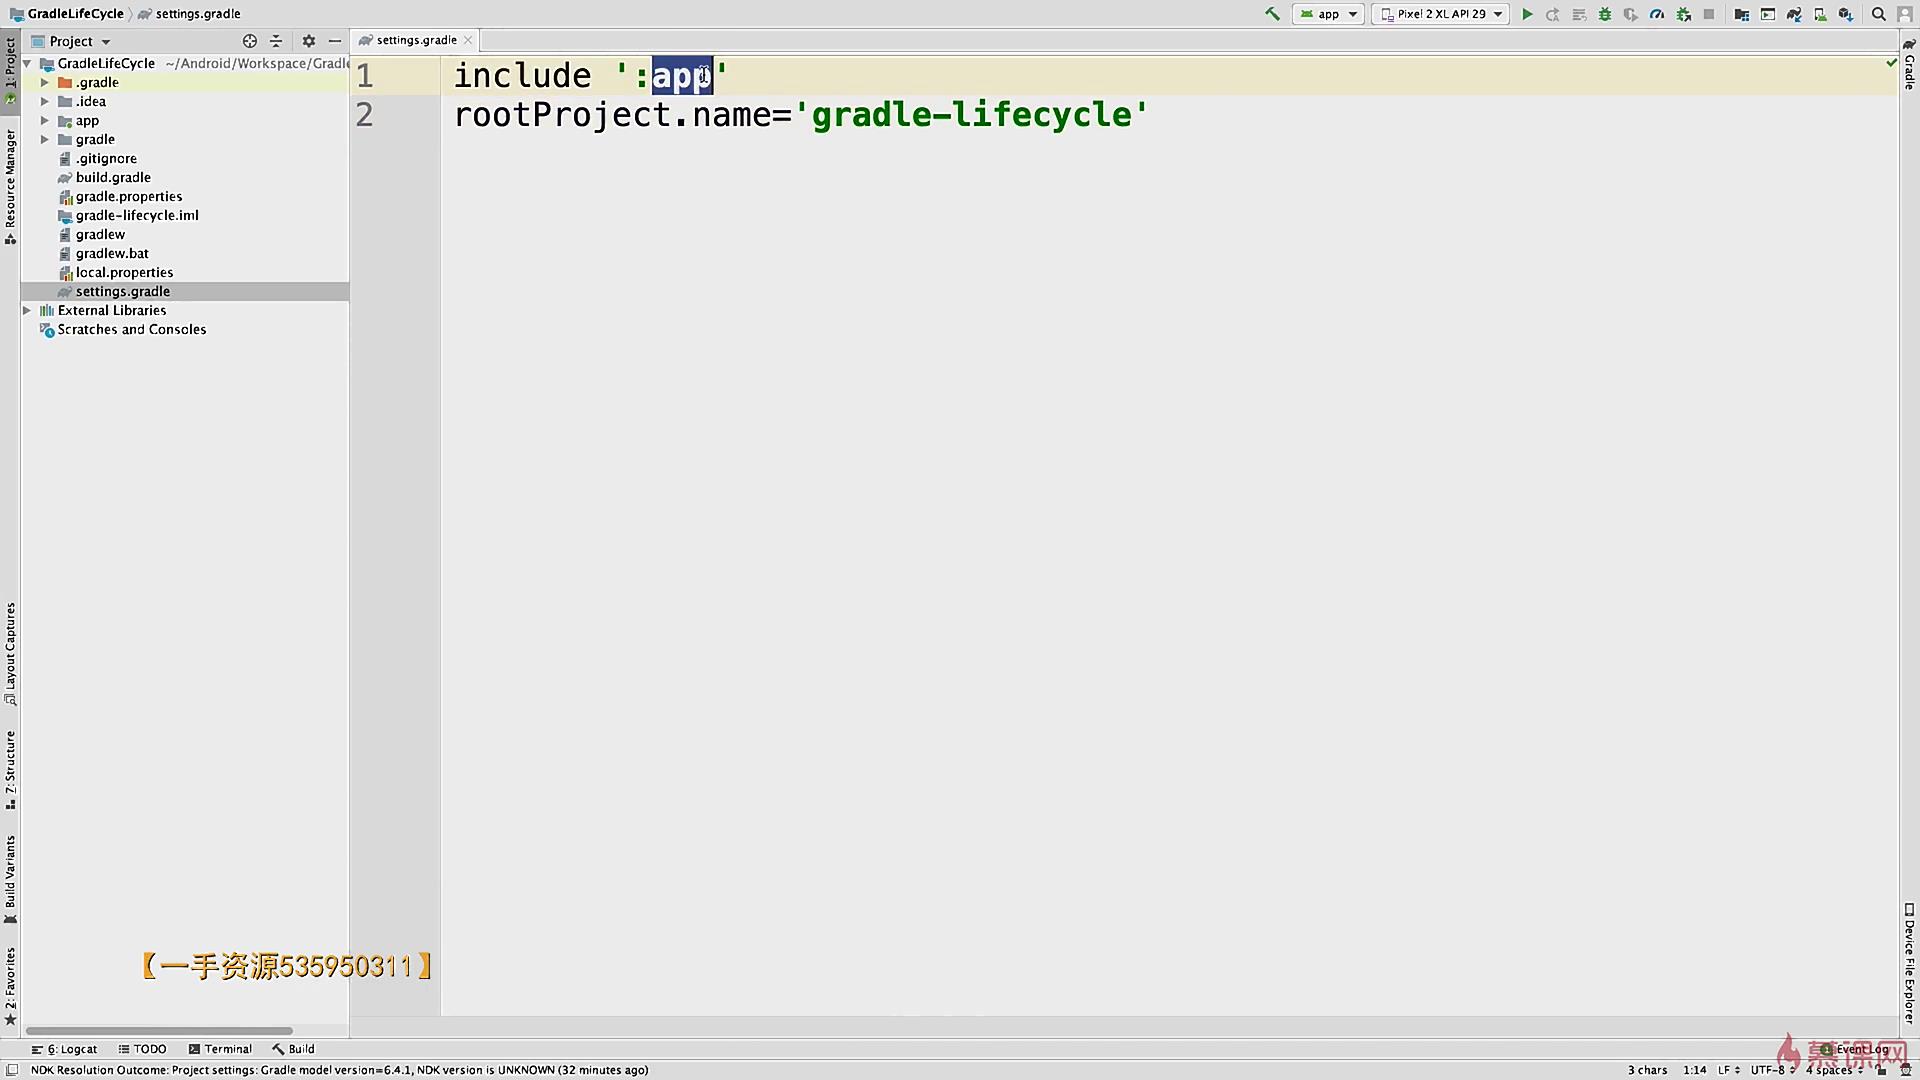 GradleLifeCycle
settings.gradle
app
Pixel 2 XL API 29
Project
settings.gradle
1: Project
Resource Manager
Layout Captures
7: Structure
Build Variants
2: Favorites
GradleLifeCycle ~/Android/Workspace/Gradle
.gradle
.idea
app
gradle
.gitignore
build.gradle
gradle.properties
gradle-lifecycle.iml
gradlew
gradlew.bat
local.properties
settings.gradle
External Libraries
Scratches and Consoles
1 include ':app'
2 rootProject.name='gradle-lifecycle'
Gradle
Device File Explorer
【一手资源535950311】
6: Logcat
TODO
Terminal
Build
Event Log
慕课网
NDK Resolution Outcome: Project settings: Gradle model version=6.4.1, NDK version is UNKNOWN (32 minutes ago)
3 chars
1:14
LF
UTF-8
4 spaces